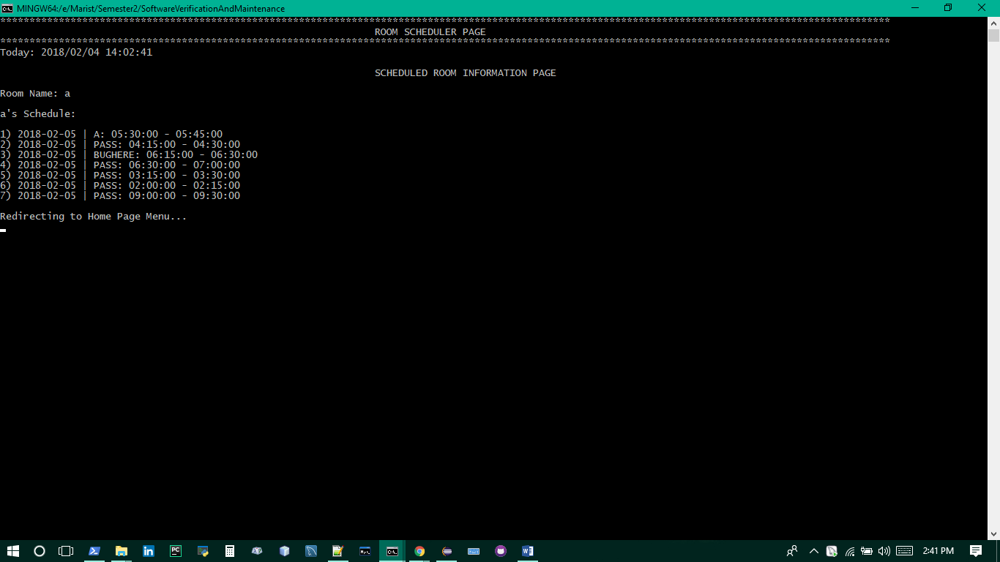 MINGW64:/e/Marist/Semester2/SoftwareVerificationAndMaintenance
********************************************************************************************************************************************************
ROOM SCHEDULER PAGE
********************************************************************************************************************************************************
Today: 2018/02/04 14:02:41
SCHEDULED ROOM INFORMATION PAGE
Room Name: a
a's Schedule:
1) 2018-02-05 | A: 05:30:00 - 05:45:00
2) 2018-02-05 | PASS: 04:15:00 - 04:30:00
3) 2018-02-05 | BUGHERE: 06:15:00 - 06:30:00
4) 2018-02-05 | PASS: 06:30:00 - 07:00:00
5) 2018-02-05 | PASS: 03:15:00 - 03:30:00
6) 2018-02-05 | PASS: 02:00:00 - 02:15:00
7) 2018-02-05 | PASS: 09:00:00 - 09:30:00
Redirecting to Home Page Menu...
2:41 PM